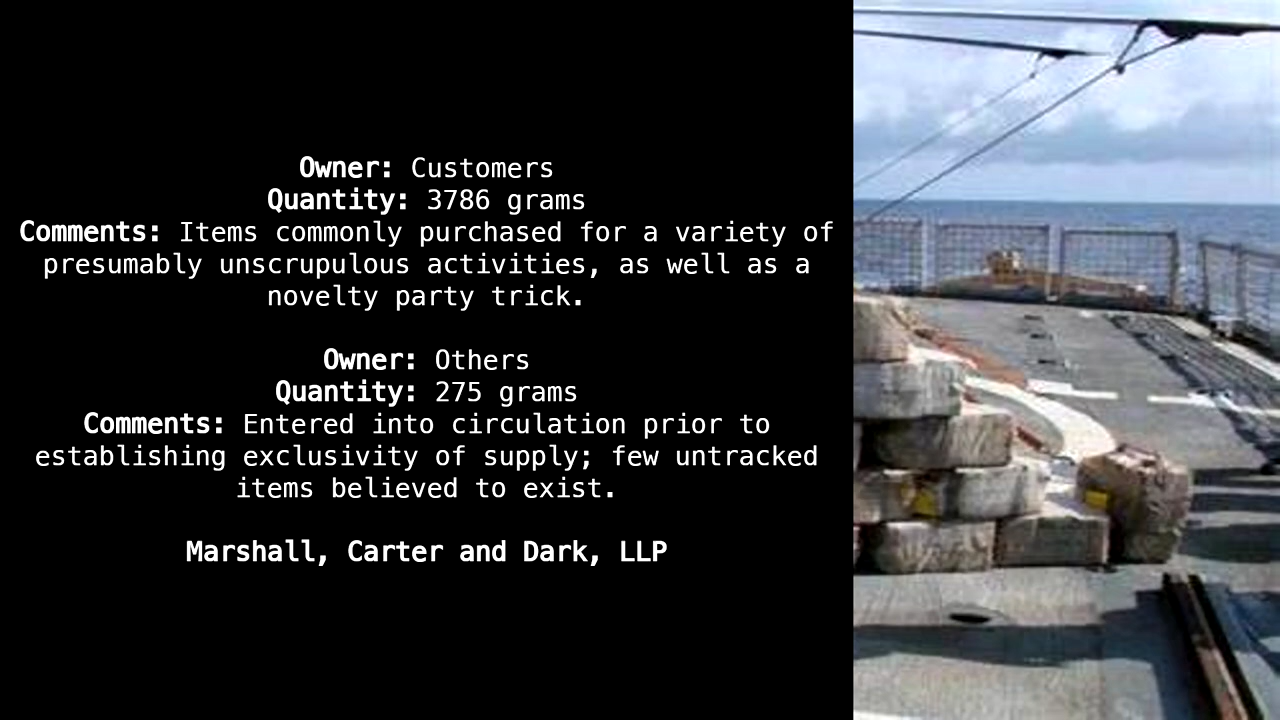 Owner: Customers
Quantity: 3786 grams
Comments: Items commonly purchased for a variety of
presumably unscrupulous activities, as well as a
novelty party trick.
Owner: Others
Quantity: 275 grams
Comments: Entered into circulation prior to
establishing exclusivity of supply; few untracked
items believed to exist.
Marshall, Carter and Dark, LLP